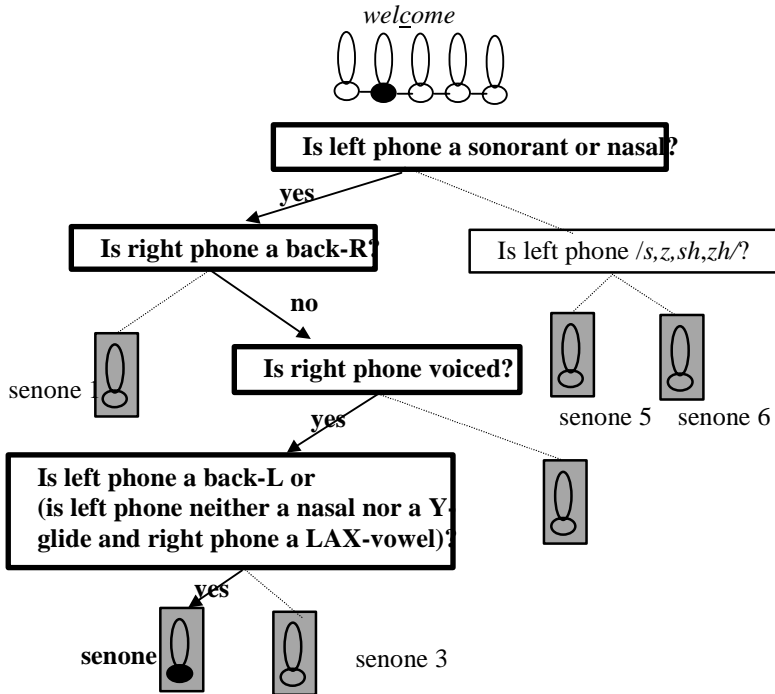 welcome
Is left phone a sonorant or nasal?
yes
Is right phone a back-R?
Is left phone /s,z,sh,zh/?
no
senone 1
Is right phone voiced?
senone 5
senone 6
yes
Is left phone a back-L or
(is left phone neither a nasal nor a Y-
glide and right phone a LAX-vowel)?
yes
senone
senone 3